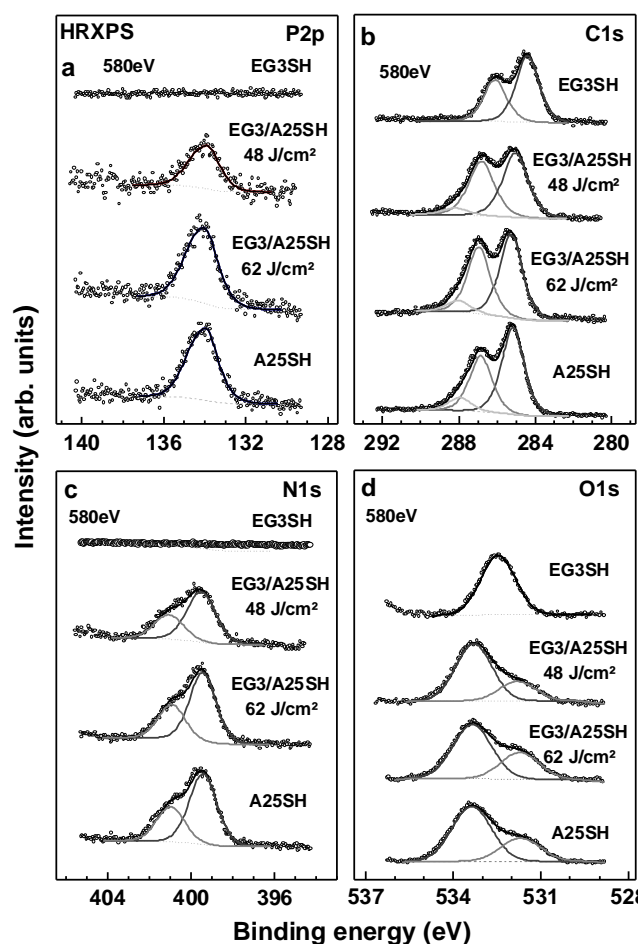 HRXPS P2p
a 580eV EG3SH
EG3/A25SH
48 J/cm²
EG3/A25SH
62 J/cm²
A25SH
140 136 132 128
b C1s
580eV
EG3SH
EG3/A25SH
48 J/cm²
EG3/A25SH
62 J/cm²
A25SH
292 288 284 280
Intensity (arb. units)
c N1s
580eV EG3SH
EG3/A25SH
48 J/cm²
EG3/A25SH
62 J/cm²
A25SH
404 400 396
d O1s
580eV
EG3SH
EG3/A25SH
48 J/cm²
EG3/A25SH
62 J/cm²
A25SH
537 534 531 528
Binding energy (eV)